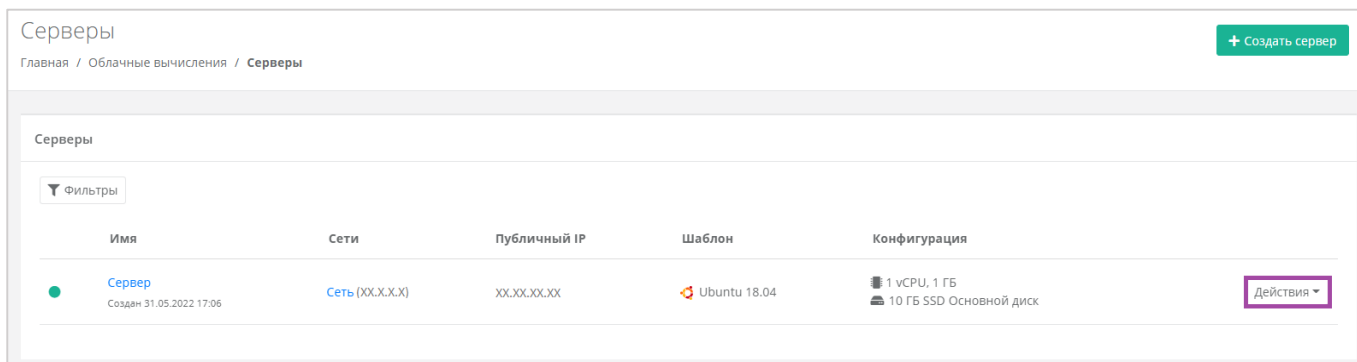 Серверы
+ Создать сервер
Главная / Облачные вычисления / Серверы
Серверы
Фильтры
Имя Сети Публичный IP Шаблон Конфигурация
Сервер
Создан 31.05.2022 17:06
Сеть (XX.X.X.X)
XX.XX.XX.XX
Ubuntu 18.04
1 vCPU, 1 ГБ
10 ГБ SSD Основной диск
Действия